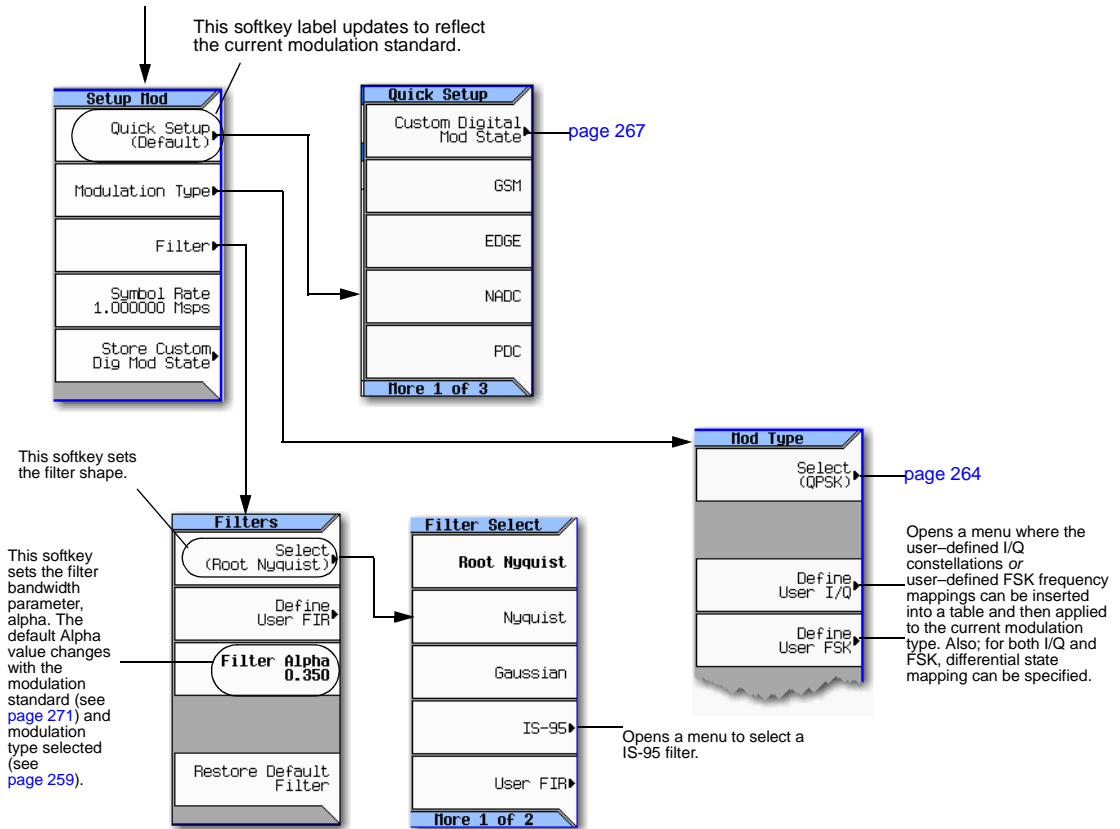 This softkey label updates to reflect
the current modulation standard.
Setup Mod
Quick Setup
(Default)
Modulation Type
Filter
Symbol Rate
1.000000 Msps
Store Custom
Dig Mod State
Quick Setup
Custom Digital
Mod State
page 267
GSM
EDGE
NADC
PDC
More 1 of 3
Mod Type
Select
(QPSK)
page 264
Define
User I/Q
Define
User FSK
Opens a menu where the
user–defined I/Q
constellations or
user–defined FSK frequency
mappings can be inserted
into a table and then applied
to the current modulation
type. Also; for both I/Q and
FSK, differential state
mapping can be specified.
This softkey sets
the filter shape.
This softkey
sets the filter
bandwidth
parameter,
alpha. The
default Alpha
value changes
with the
modulation
standard (see
page 271) and
modulation
type selected
(see
page 259).
Filters
Select
(Root Nyquist)
Define
User FIR
Filter Alpha
0.350
Restore Default
Filter
Filter Select
Root Nyquist
Nyquist
Gaussian
IS-95
User FIR
More 1 of 2
Opens a menu to select a
IS-95 filter.